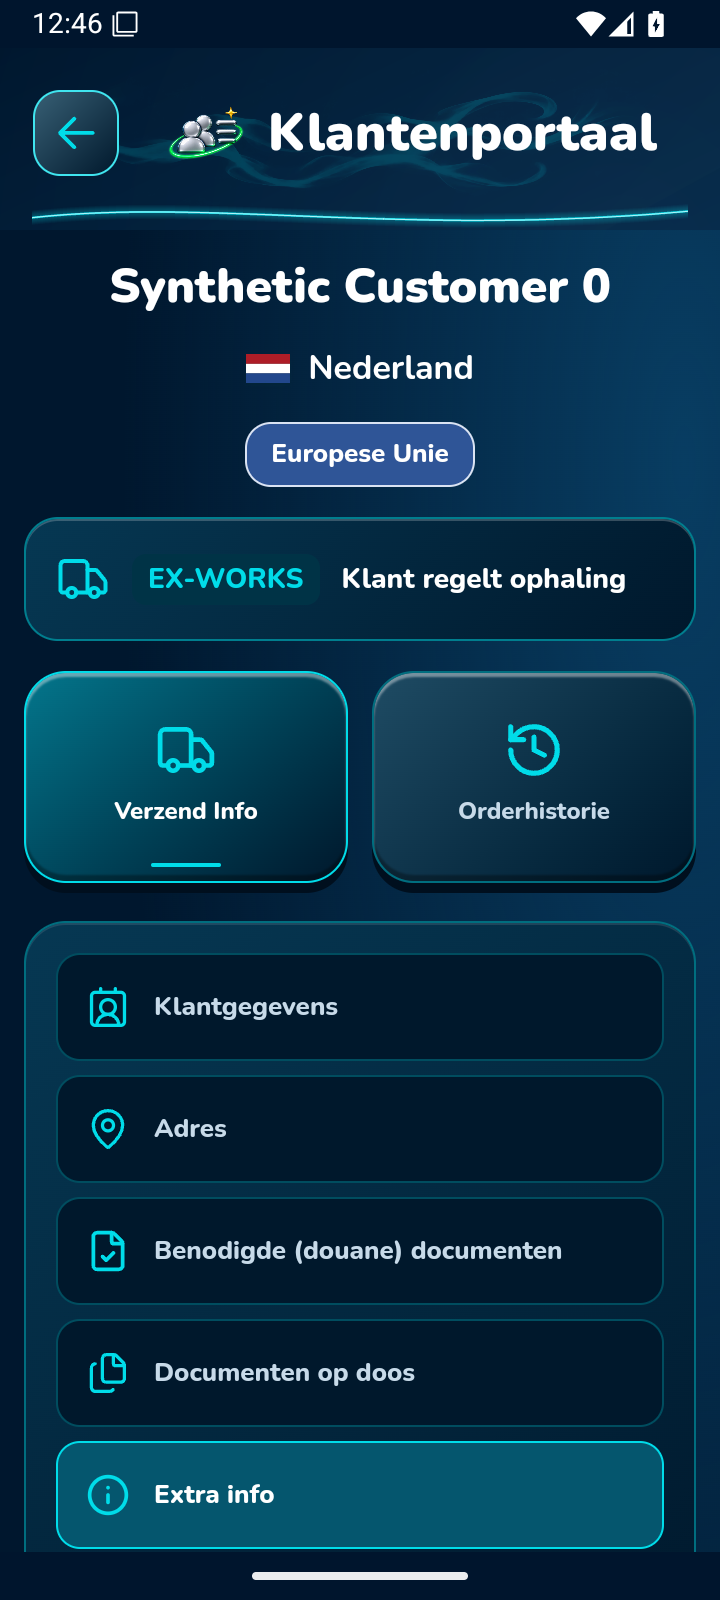 12:46
Klantenportaal
Synthetic Customer 0
Nederland
Europese Unie
EX-WORKS Klant regelt ophaling
Verzend Info
Orderhistorie
Klantgegevens
Adres
Benodigde (douane) documenten
Documenten op doos
Extra info